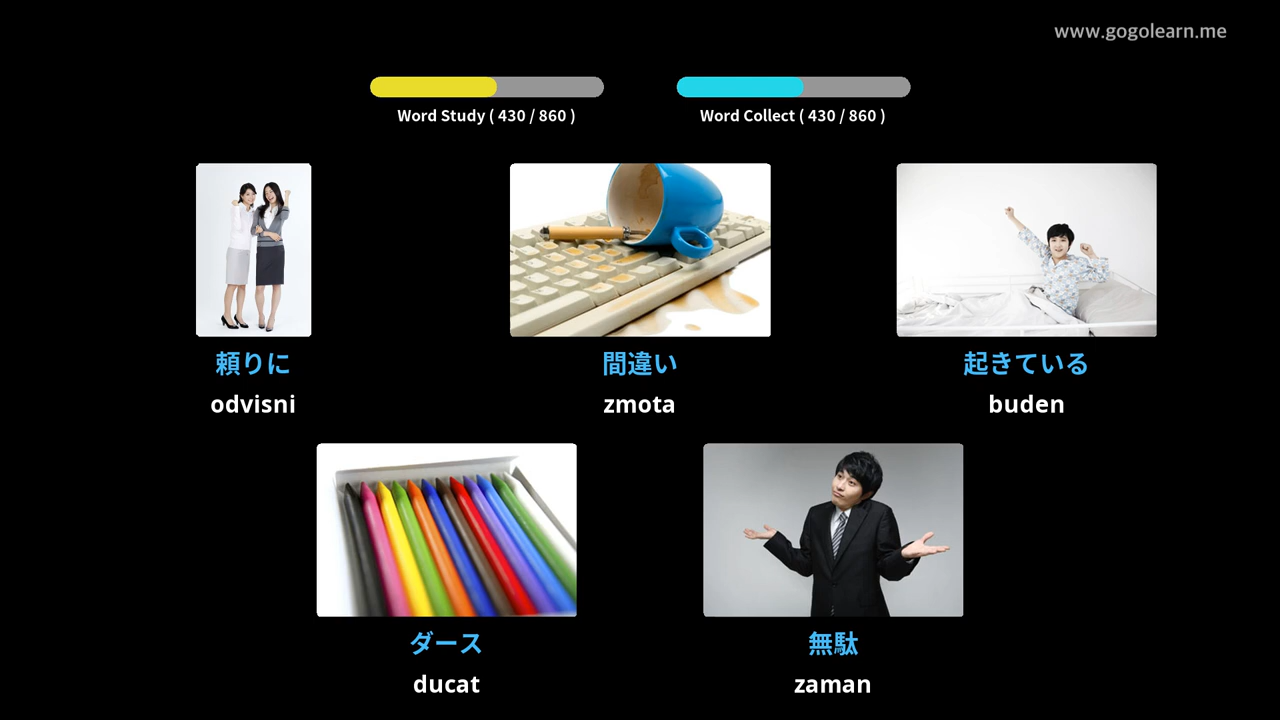 www.gogolearn.me
Word Study ( 430 / 860 )
Word Collect ( 430 / 860 )
頼りに
odvisni
間違い
zmota
起きている
buden
ダース
ducat
無駄
zaman